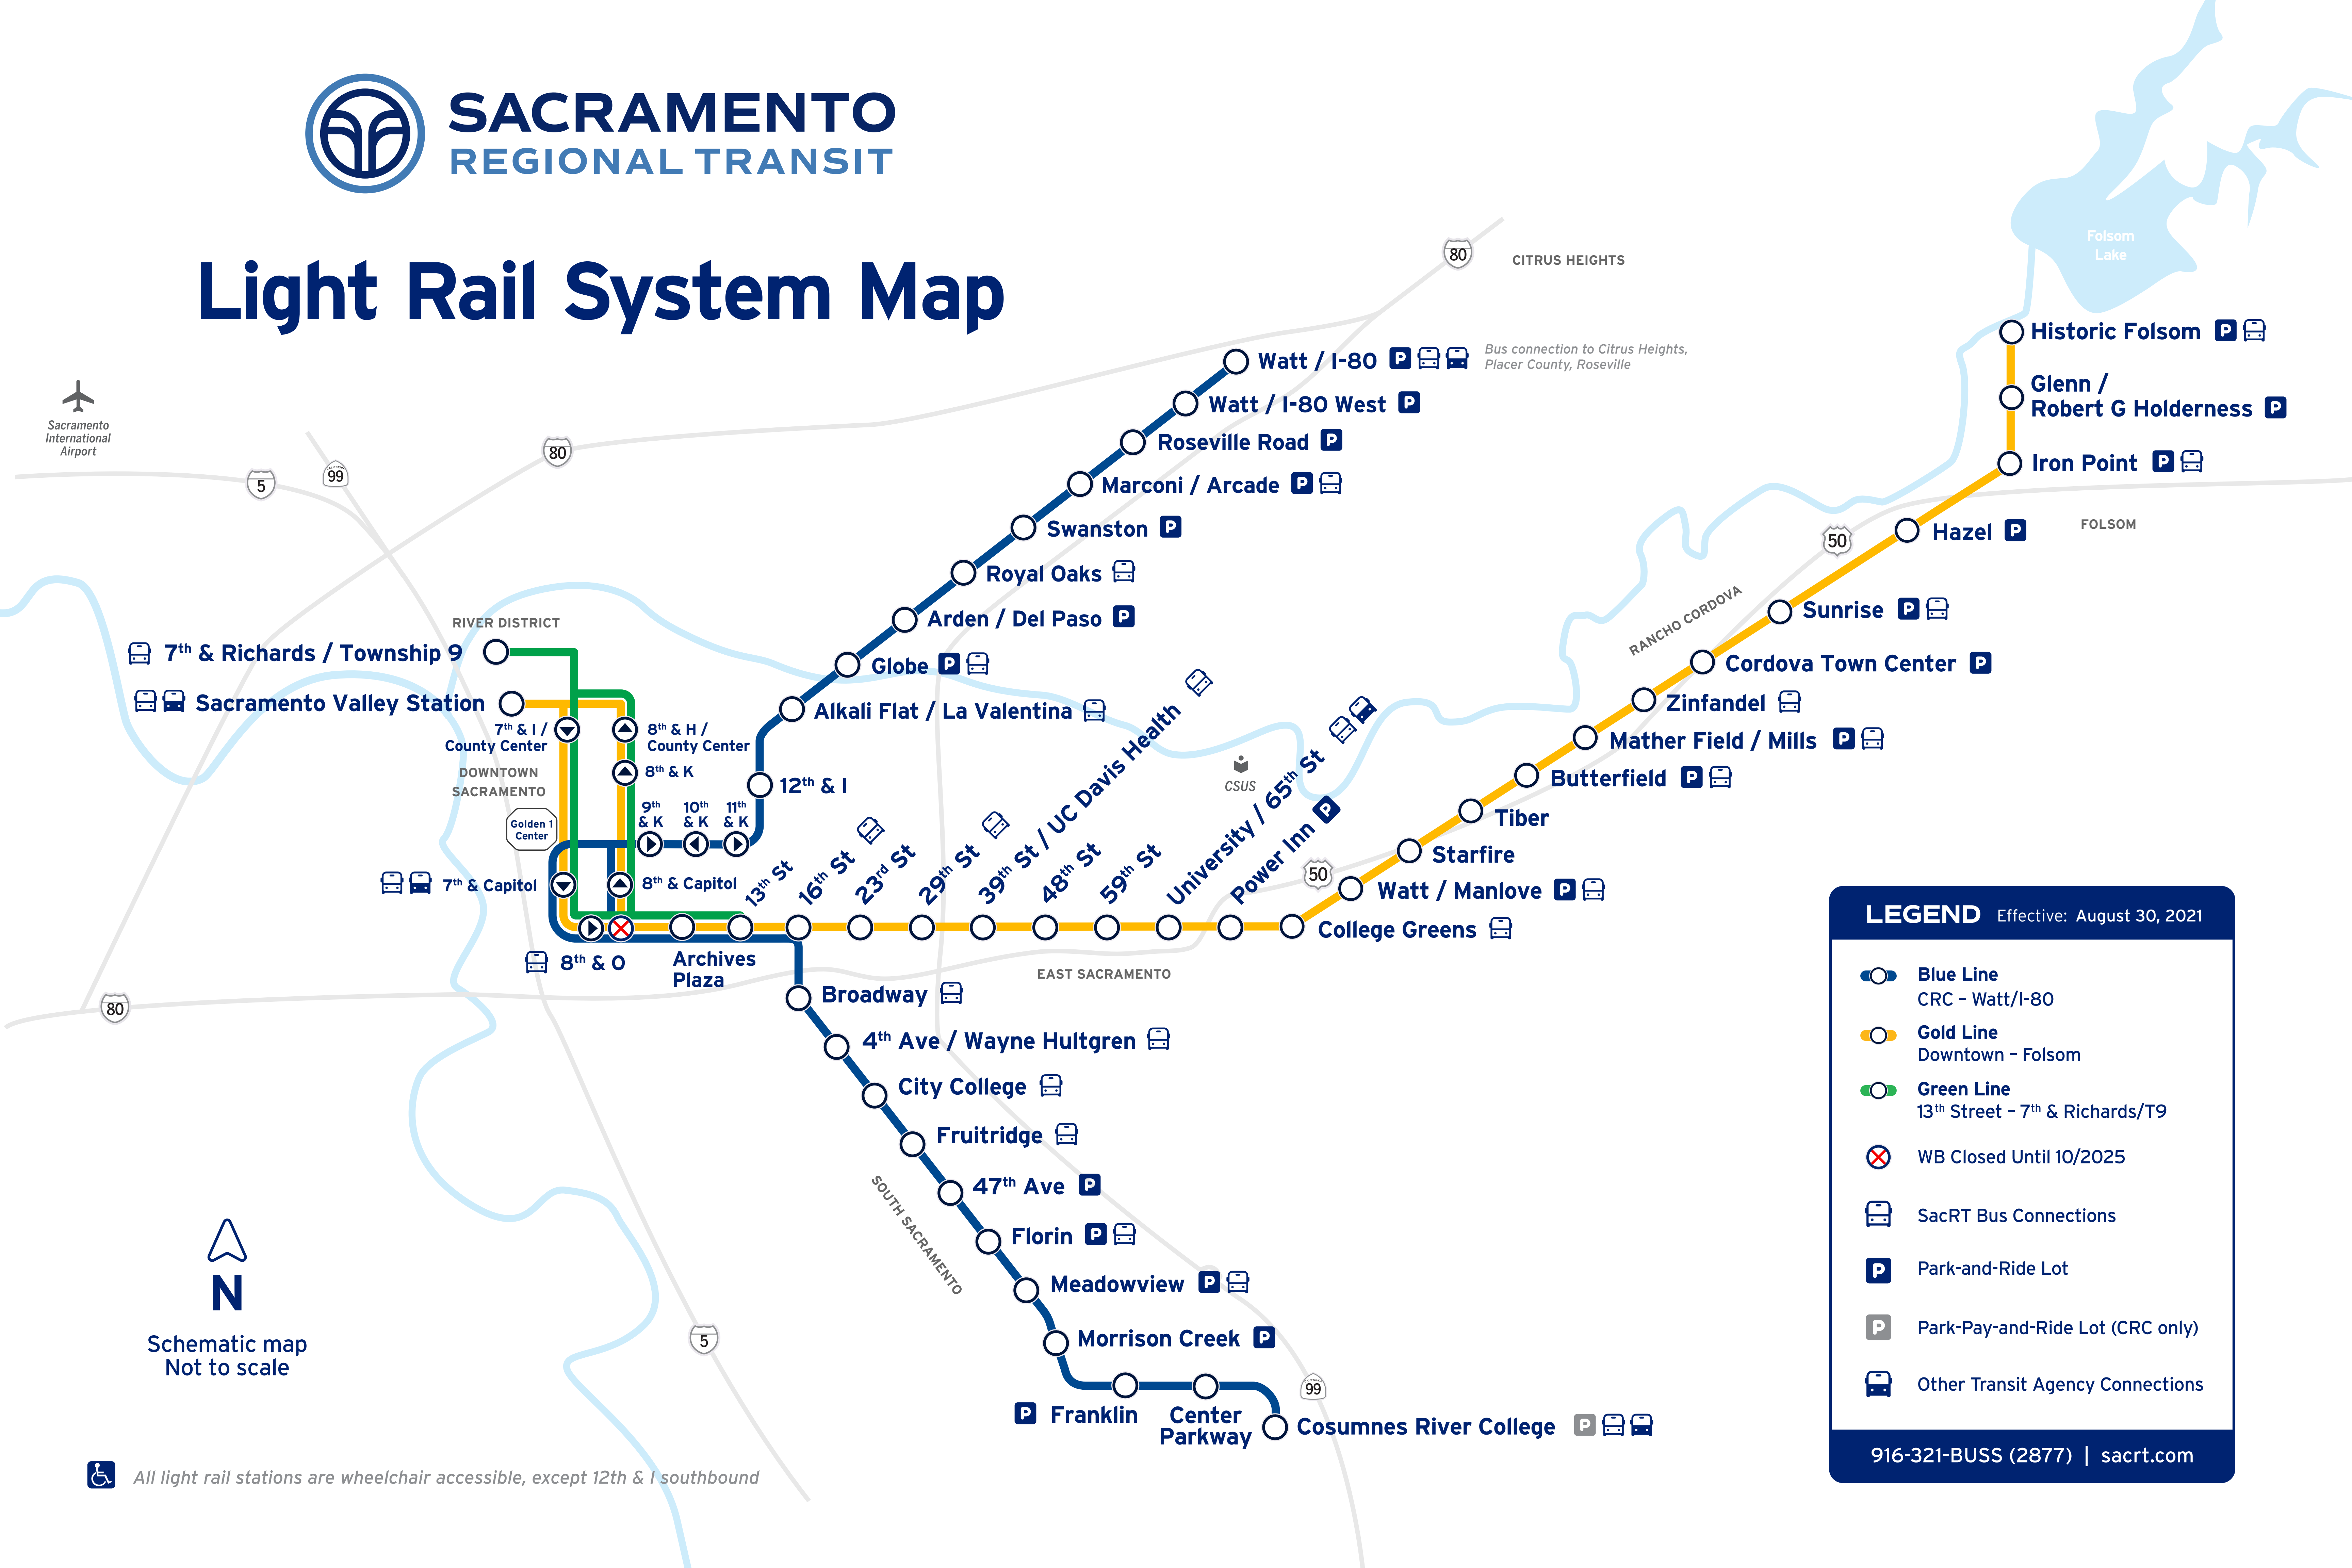 SACRAMENTO
REGIONAL TRANSIT
Light Rail System Map
Folsom
Lake
80
CITRUS HEIGHTS
Historic Folsom P
Glenn /
Robert G Holderness P
Iron Point P
Hazel P
FOLSOM
50
Sunrise P
RANCHO CORDOVA
Cordova Town Center P
Zinfandel
Mather Field / Mills P
Butterfield P
Tiber
Starfire
50
Watt / Manlove P
College Greens
Watt / I-80 P
Bus connection to Citrus Heights,
Placer County, Roseville
Watt / I-80 West P
Roseville Road P
Marconi / Arcade P
Swanston P
Royal Oaks
Arden / Del Paso P
Globe P
Alkali Flat / La Valentina
12th & I
Sacramento
International
Airport
5
CALIFORNIA
99
80
RIVER DISTRICT
7th & Richards / Township 9
Sacramento Valley Station
7th & I /
County Center
8th & H /
County Center
DOWNTOWN
SACRAMENTO
8th & K
Golden 1
Center
9th
& K
10th
& K
11th
& K
7th & Capitol
8th & Capitol
8th & O
Archives
Plaza
13th St
16th St
23rd St
29th St
39th St / UC Davis Health
48th St
59th St
University / 65th St
Power Inn P
CSUS
EAST SACRAMENTO
80
Broadway
4th Ave / Wayne Hultgren
City College
Fruitridge
47th Ave P
SOUTH SACRAMENTO
Florin P
Meadowview P
Morrison Creek P
P Franklin
Center
Parkway
Cosumnes River College P
CALIFORNIA
99
5
N
Schematic map
Not to scale
All light rail stations are wheelchair accessible, except 12th & I southbound
LEGEND Effective: August 30, 2021
Blue Line
CRC – Watt/I-80
Gold Line
Downtown – Folsom
Green Line
13th Street – 7th & Richards/T9
WB Closed Until 10/2025
SacRT Bus Connections
P Park-and-Ride Lot
P Park-Pay-and-Ride Lot (CRC only)
Other Transit Agency Connections
916-321-BUSS (2877) | sacrt.com